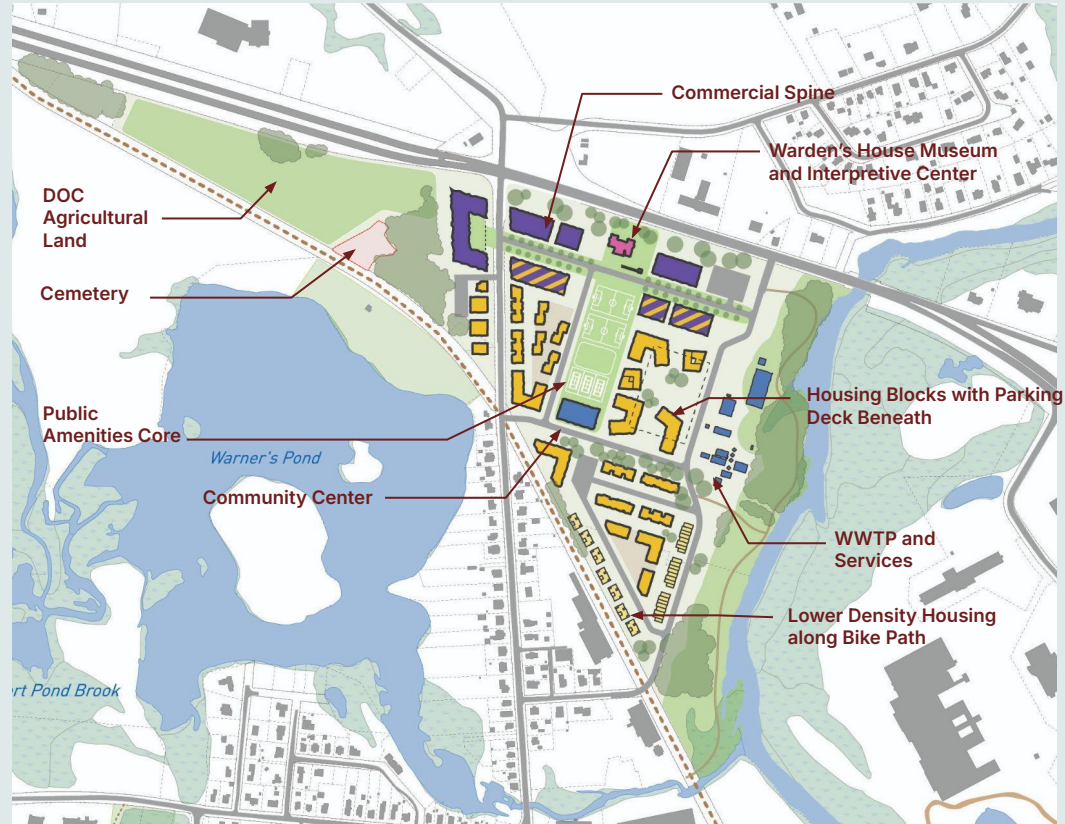 Commercial Spine
Warden's House Museum
and Interpretive Center
DOC
Agricultural
Land
Cemetery
Public
Amenities Core
Housing Blocks with Parking
Deck Beneath
Warner's Pond
Community Center
WWTP and
Services
Lower Density Housing
along Bike Path
rt Pond Brook